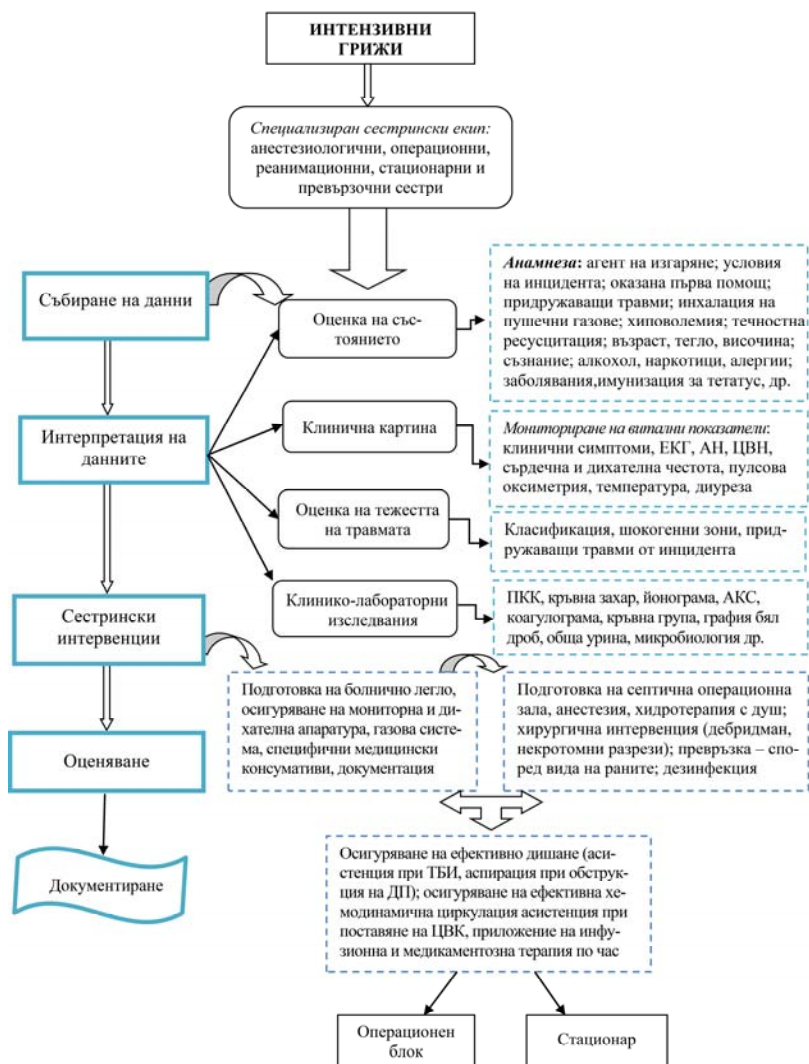 ИНТЕНЗИВНИ
ГРИЖИ
Специализиран сестрински екип:
анестезиологични, операционни,
реанимационни, стационарни и
превързочни сестри
Събиране на данни
Оценка на със-
тоянието
Анамнеза: агент на изгаряне; условия
на инцидента; оказана първа помощ;
придружаващи травми; инхалация на
пушечни газове; хиповолемия; течностна
ресусцитация; възраст, тегло, височина;
съзнание; алкохол, наркотици, алергии;
заболявания,имунизация за тетатус, др.
Интерпретация на
данните
Клинична картина
Мониториране на витални показатели:
клинични симптоми, ЕКГ, АН, ЦВН,
сърдечна и дихателна честота, пулсова
оксиметрия, температура, диуреза
Оценка на тежестта
на травмата
Класификация, шокогенни зони, прид-
ружаващи травми от инцидента
Клинико-лабораторни
изследвания
ПКК, кръвна захар, йонограма, АКС,
коагулограма, кръвна група, графия бял
дроб, обща урина, микробиология др.
Сестрински
интервенции
Подготовка на болнично легло,
осигуряване на мониторна и ди-
хателна апаратура, газова систе-
ма, специфични медицински
консумативи, документация
Подготовка на септична операционна
зала, анестезия, хидротерапия с душ;
хирургична интервенция (дебридман,
некротомни разрези); превръзка – спо-
ред вида на раните; дезинфекция
Оценяване
Документиране
Осигуряване на ефективно дишане (аси-
стенция при ТБИ, аспирация при обструк-
ция на ДП); осигуряване на ефективна хе-
модинамична циркулация асистенция при
поставяне на ЦВК, приложение на инфу-
зионна и медикаментозна терапия по час
Операционен
блок
Стационар